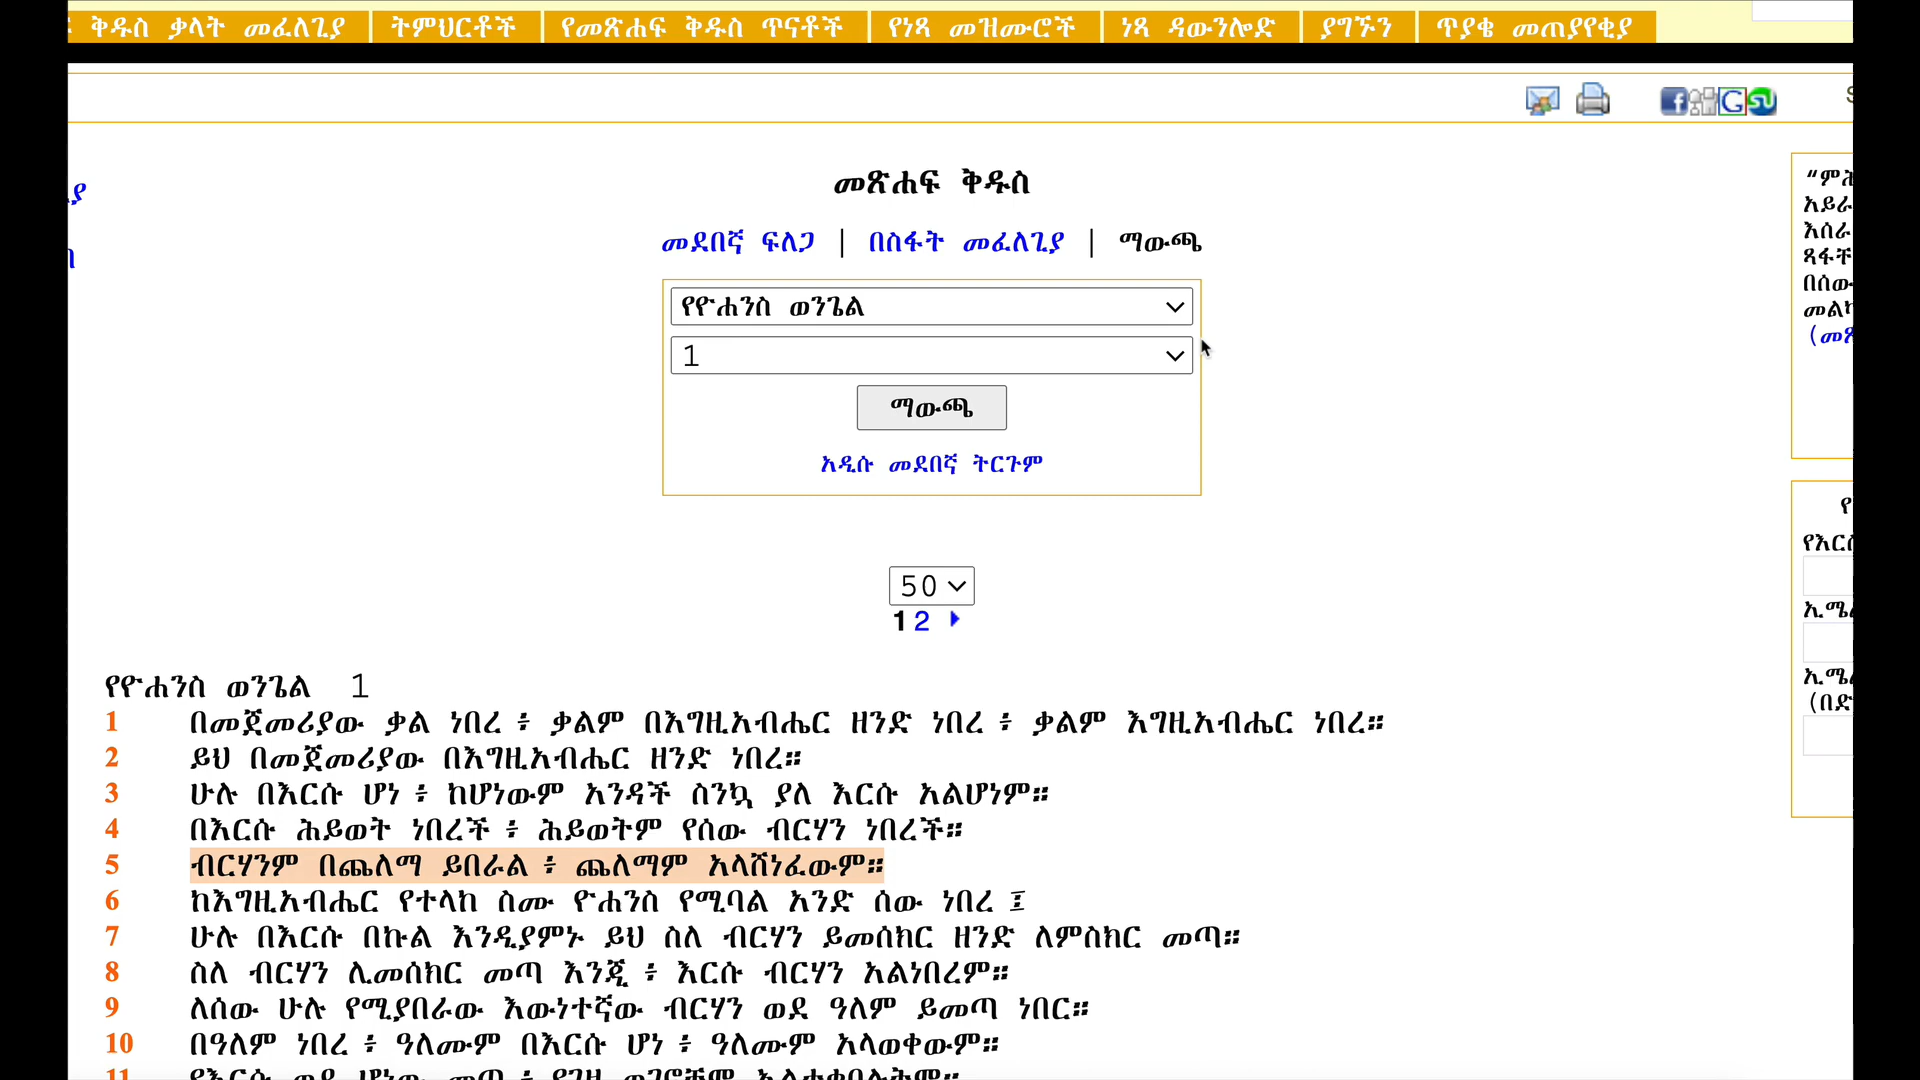 ቅዱስ ቃላት መፈለጊያ ትምህርቶች የመጽሐፍ ቅዱስ ጥናቶች የነጻ መዝሙሮች ነጻ ዳውንሎድ ያግኙን ጥያቄ መጠያየቂያ
መጽሐፍ ቅዱስ
መደበኛ ፍለጋ | በስፋት መፈለጊያ | ማውጫ
የዮሐንስ ወንጌል
1
ማውጫ
አዲሱ መደበኛ ትርጉም
50
1 2
የዮሐንስ ወንጌል 1
1 በመጀመሪያው ቃል ነበረ ፥ ቃልም በእግዚአብሔር ዘንድ ነበረ ፥ ቃልም እግዚአብሔር ነበረ።
2 ይህ በመጀመሪያው በእግዚአብሔር ዘንድ ነበረ።
3 ሁሉ በእርሱ ሆነ ፥ ከሆነውም አንዳች ስንኳ ያለ እርሱ አልሆነም።
4 በእርሱ ሕይወት ነበረች ፥ ሕይወትም የሰው ብርሃን ነበረች።
5 ብርሃንም በጨለማ ይበራል ፥ ጨለማም አላሸነፈውም።
6 ከእግዚአብሔር የተላከ ስሙ ዮሐንስ የሚባል አንድ ሰው ነበረ ፤
7 ሁሉ በእርሱ በኩል እንዲያምኑ ይህ ስለ ብርሃን ይመሰክር ዘንድ ለምስክር መጣ።
8 ስለ ብርሃን ሊመሰክር መጣ እንጂ ፥ እርሱ ብርሃን አልነበረም።
9 ለሰው ሁሉ የሚያበራው እውነተኛው ብርሃን ወደ ዓለም ይመጣ ነበር።
10 በዓለም ነበረ ፥ ዓለሙም በእርሱ ሆነ ፥ ዓለሙም አላወቀውም።